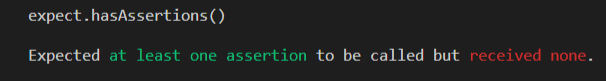 expect.hasAssertions()
Expected at least one assertion to be called but received none.